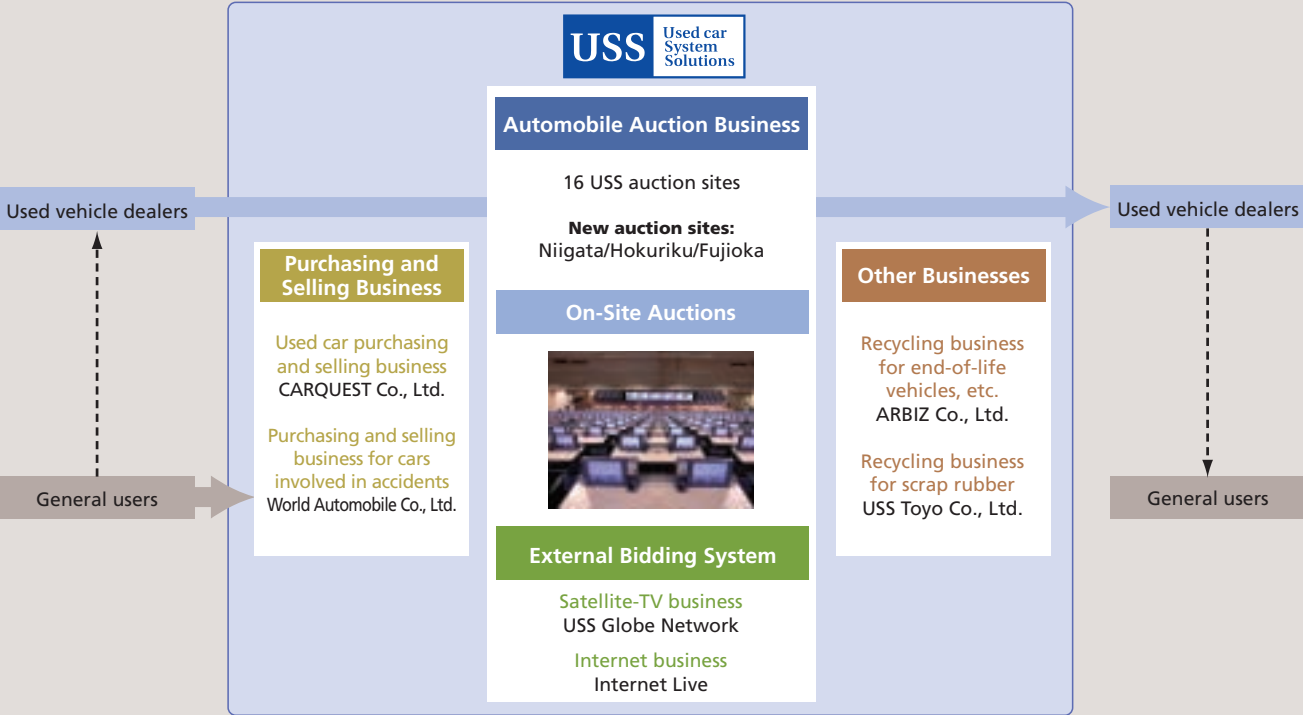 USS
Used car
System
Solutions
Automobile Auction Business
16 USS auction sites
New auction sites:
Niigata/Hokuriku/Fujioka
Used vehicle dealers
General users
Purchasing and
Selling Business
Used car purchasing
and selling business
CARQUEST Co., Ltd.
Purchasing and selling
business for cars
involved in accidents
World Automobile Co., Ltd.
On-Site Auctions
External Bidding System
Satellite-TV business
USS Globe Network
Internet business
Internet Live
Other Businesses
Recycling business
for end-of-life
vehicles, etc.
ARBIZ Co., Ltd.
Recycling business
for scrap rubber
USS Toyo Co., Ltd.
Used vehicle dealers
General users